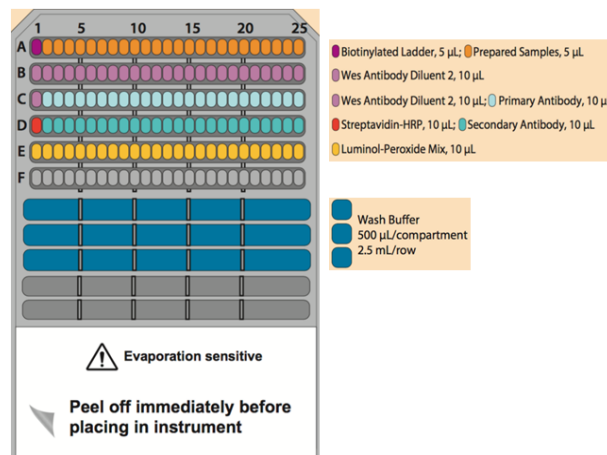 1 5 10 15 20 25
A
B
C
D
E
F
Biotinylated Ladder, 5 µL; Prepared Samples, 5 µL
Wes Antibody Diluent 2, 10 µL
Wes Antibody Diluent 2, 10 µL; Primary Antibody, 10 µ
Streptavidin-HRP, 10 µL; Secondary Antibody, 10 µL
Luminol-Peroxide Mix, 10 µL
Wash Buffer
500 µL/compartment
2.5 mL/row
Evaporation sensitive
Peel off immediately before
placing in instrument